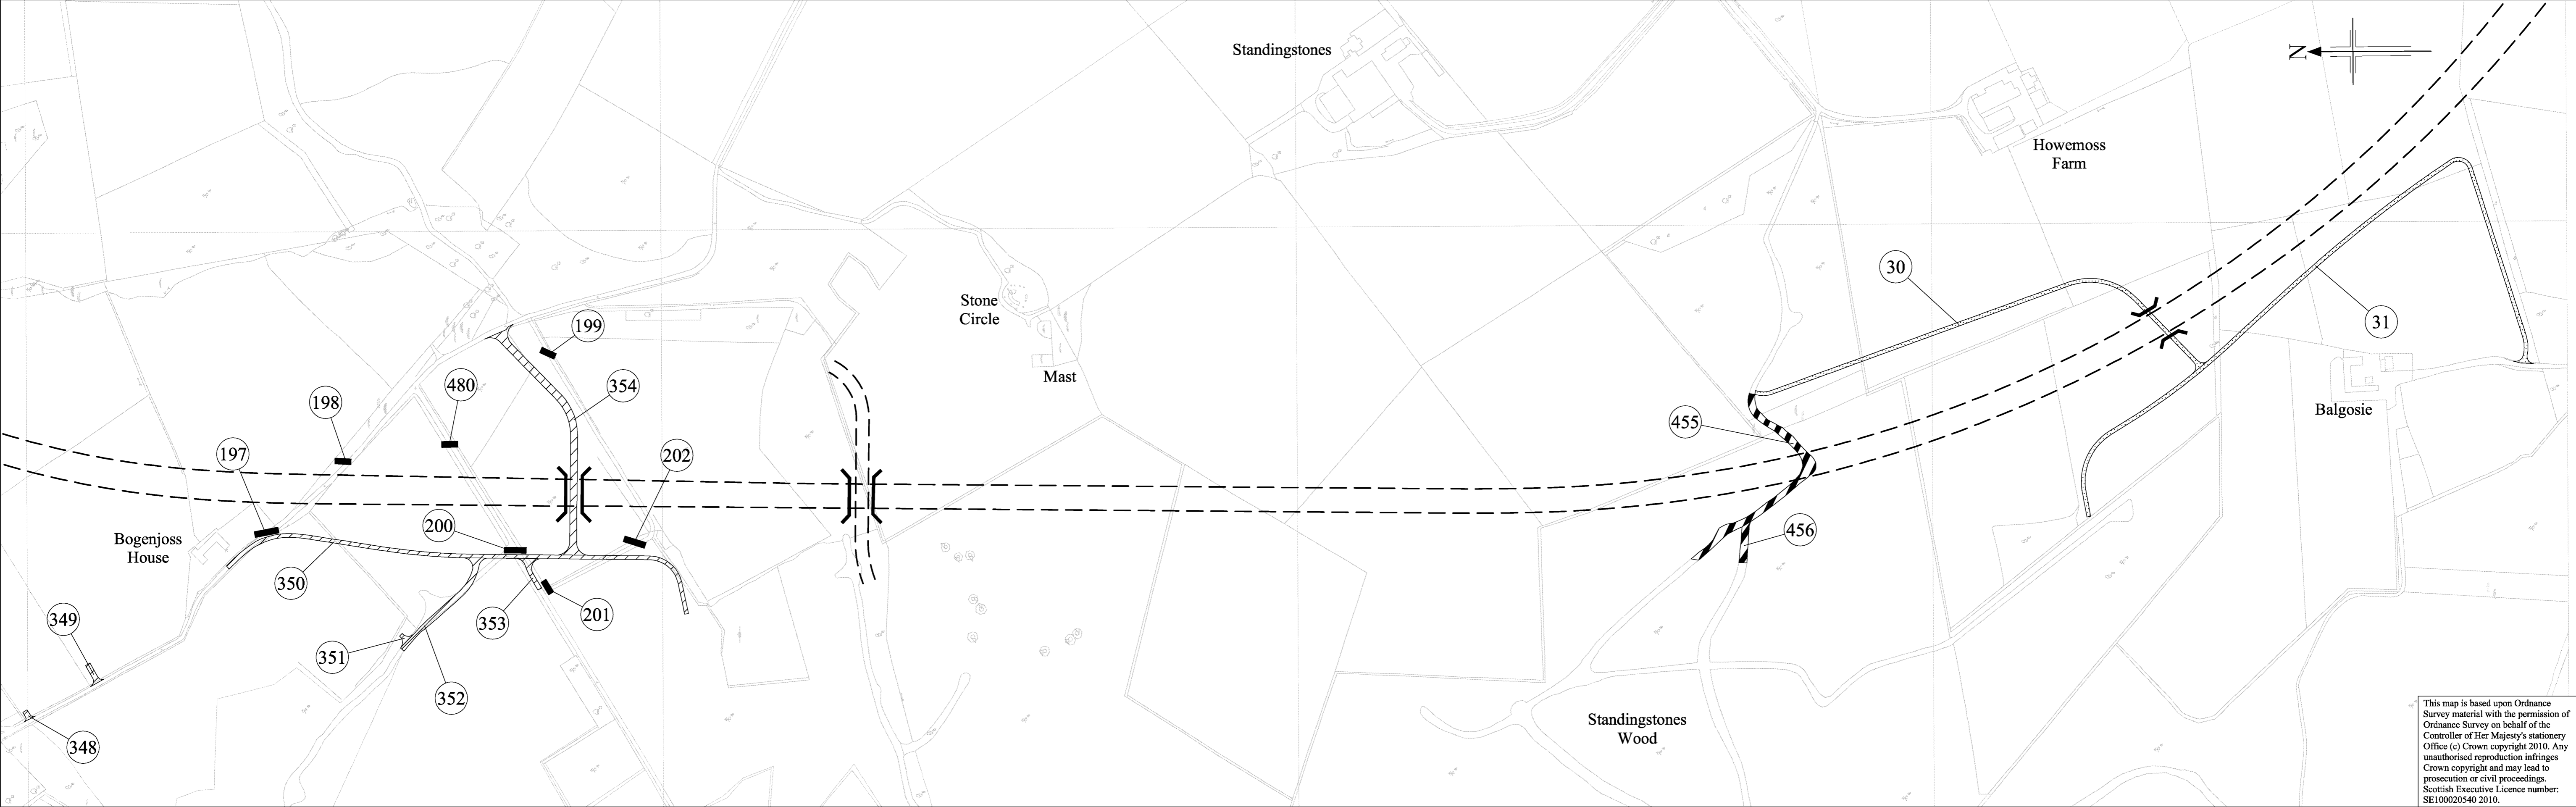 Standingstones
N
Howemoss
Farm
30
Stone
Circle
31
199
Mast
480
354
198
Balgosie
455
197
202
200
456
Bogenjoss
House
350
349
353
201
351
352
348
Standingstones
Wood
This map is based upon Ordnance
Survey material with the permission of
Ordnance Survey on behalf of the
Controller of Her Majesty's stationery
Office (c) Crown copyright 2010. Any
unauthorised reproduction infringes
Crown copyright and may lead to
prosecution or civil proceedings.
Scottish Executive Licence number:
SE100020540 2010.